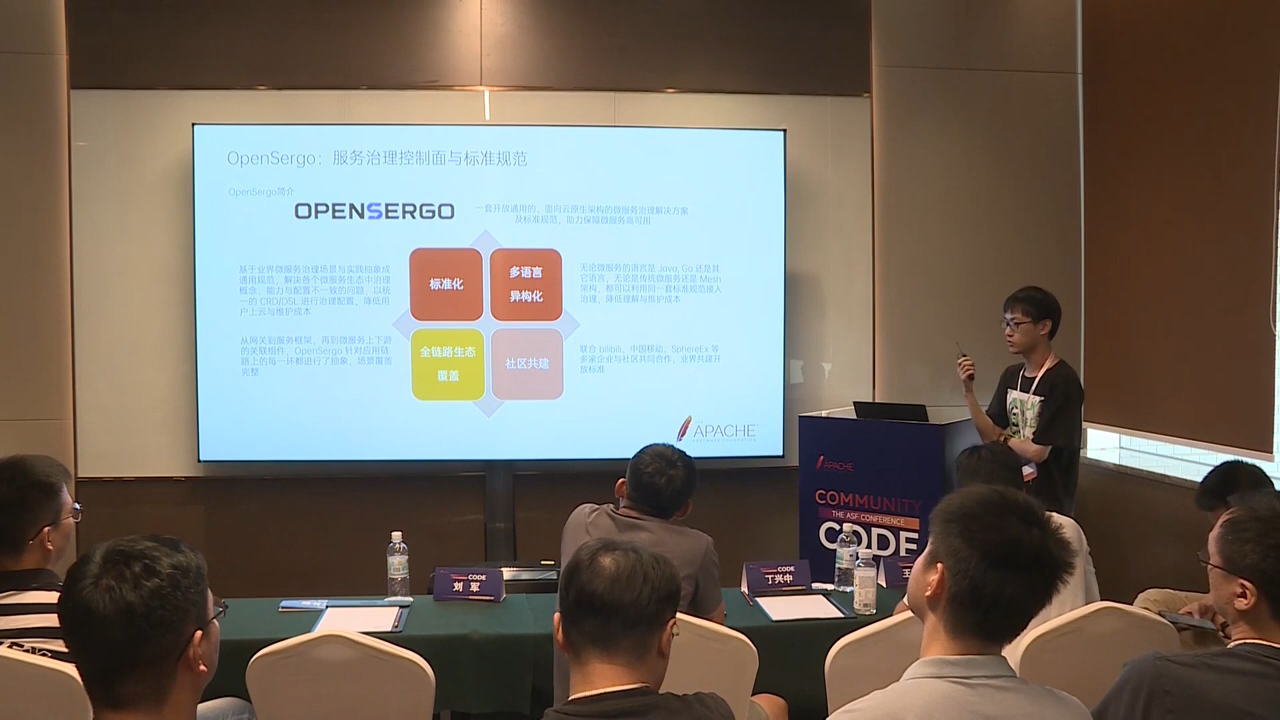 OpenSergo：服务治理控制面与标准规范
OpenSergo简介
OPENSERGO
一套开放通用的，面向云原生架构的微服务治理解决方案
及标准规范，助力保障微服务高可用
基于业界微服务治理场景与实践抽象成
通用规范，解决各个微服务生态中治理
概念、能力与配置不一致的问题，以统
一的 CRD/DSL 进行治理配置，降低用
户上云与维护成本
标准化
多语言
异构化
无论微服务的语言是 Java, Go 还是其
它语言，无论是传统微服务还是 Mesh
架构，都可以利用同一套标准规范接入
治理，降低理解与维护成本
从网关到服务框架，再到微服务上下游
的关联组件，OpenSergo 针对应用链
路上的每一环都进行了抽象，场景覆盖
完整
全链路生态
覆盖
社区共建
联合 bilibili、中国移动、SphereEx 等
多家企业与社区共同合作，业界共建开
放标准
APACHE
APACHE
COMMUNITY
THE ASF CONFERENCE
CODE
CODE
刘 军
CODE
丁兴中
王